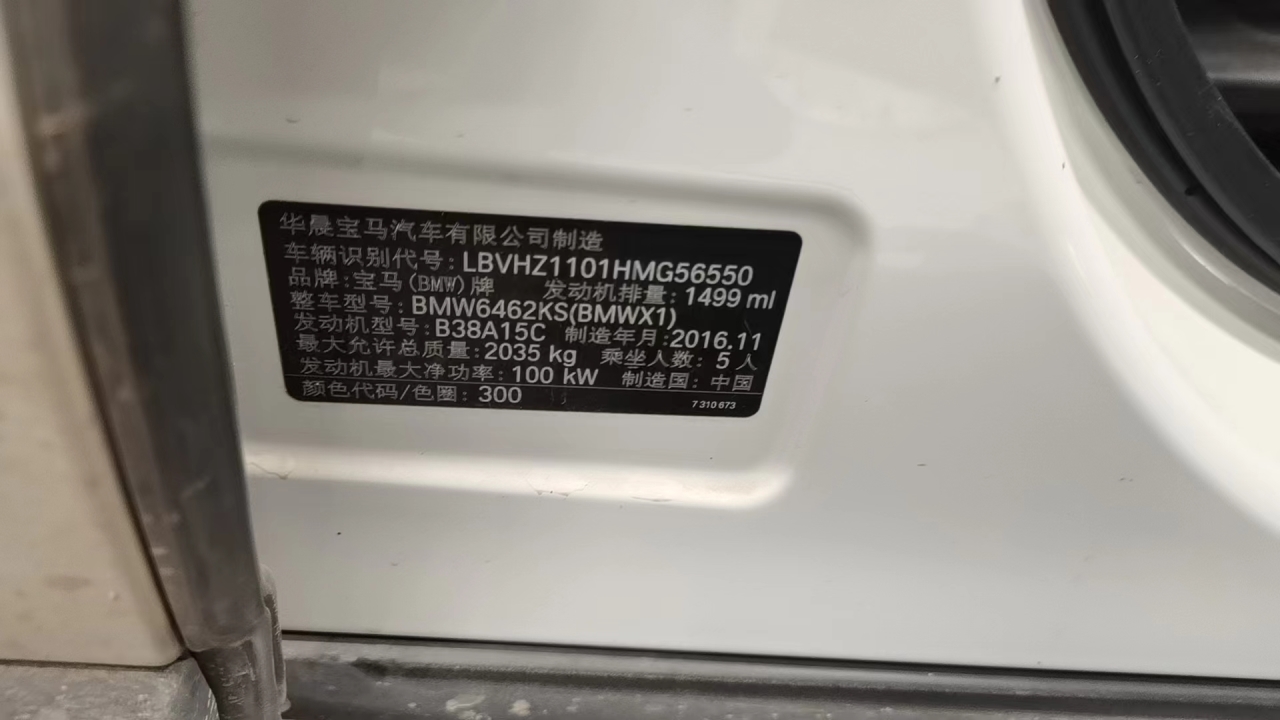 华晨宝马汽车有限公司制造
车辆识别代号: LBVHZ1101HMG56550
品牌: 宝马(BMW)牌 发动机排量: 1499 ml
整车型号: BMW6462KS(BMWX1)
发动机型号: B38A15C 制造年月: 2016.11
最大允许总质量: 2035 kg 乘坐人数: 5 人
发动机最大净功率: 100 kW 制造国: 中国
颜色代码/色圈: 300 7 310 673